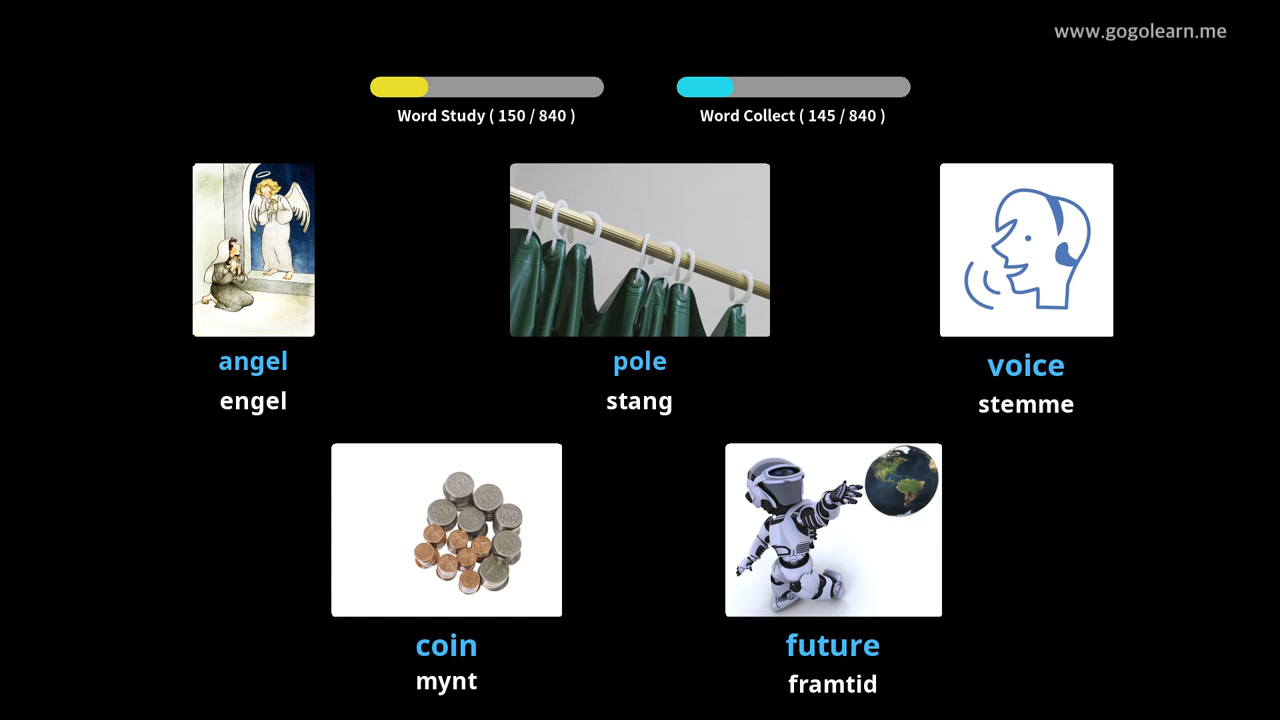 www.gogolearn.me
Word Study ( 150 / 840 )
Word Collect ( 145 / 840 )
angel
engel
pole
stang
voice
stemme
coin
mynt
future
framtid